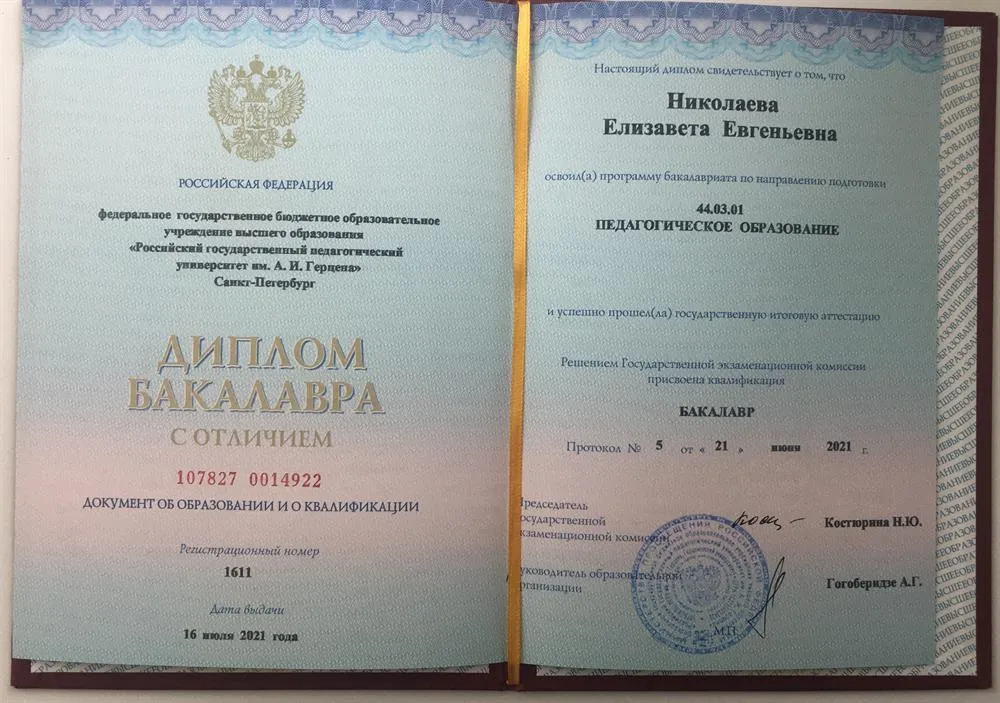 РОССИЙСКАЯ ФЕДЕРАЦИЯ
федеральное государственное бюджетное образовательное
учреждение высшего образования
«Российский государственный педагогический
университет им. А. И. Герцена»
Санкт-Петербург
ДИПЛОМ
БАКАЛАВРА
С ОТЛИЧИЕМ
107827 0014922
ДОКУМЕНТ ОБ ОБРАЗОВАНИИ И О КВАЛИФИКАЦИИ
Регистрационный номер
1611
Дата выдачи
16 июля 2021 года
Настоящий диплом свидетельствует о том, что
Николаева
Елизавета Евгеньевна
освоил(а) программу бакалавриата по направлению подготовки
44.03.01
ПЕДАГОГИЧЕСКОЕ ОБРАЗОВАНИЕ
и успешно прошел(ла) государственную итоговую аттестацию
Решением Государственной экзаменационной комиссии
присвоена квалификация
БАКАЛАВР
Протокол № 5 от « 21 » июня 2021 г.
Председатель
государственной
экзаменационной комиссии
Костюрина Н.Ю.
Руководитель образовательной
организации
Гогоберидзе А.Г.
М.П.